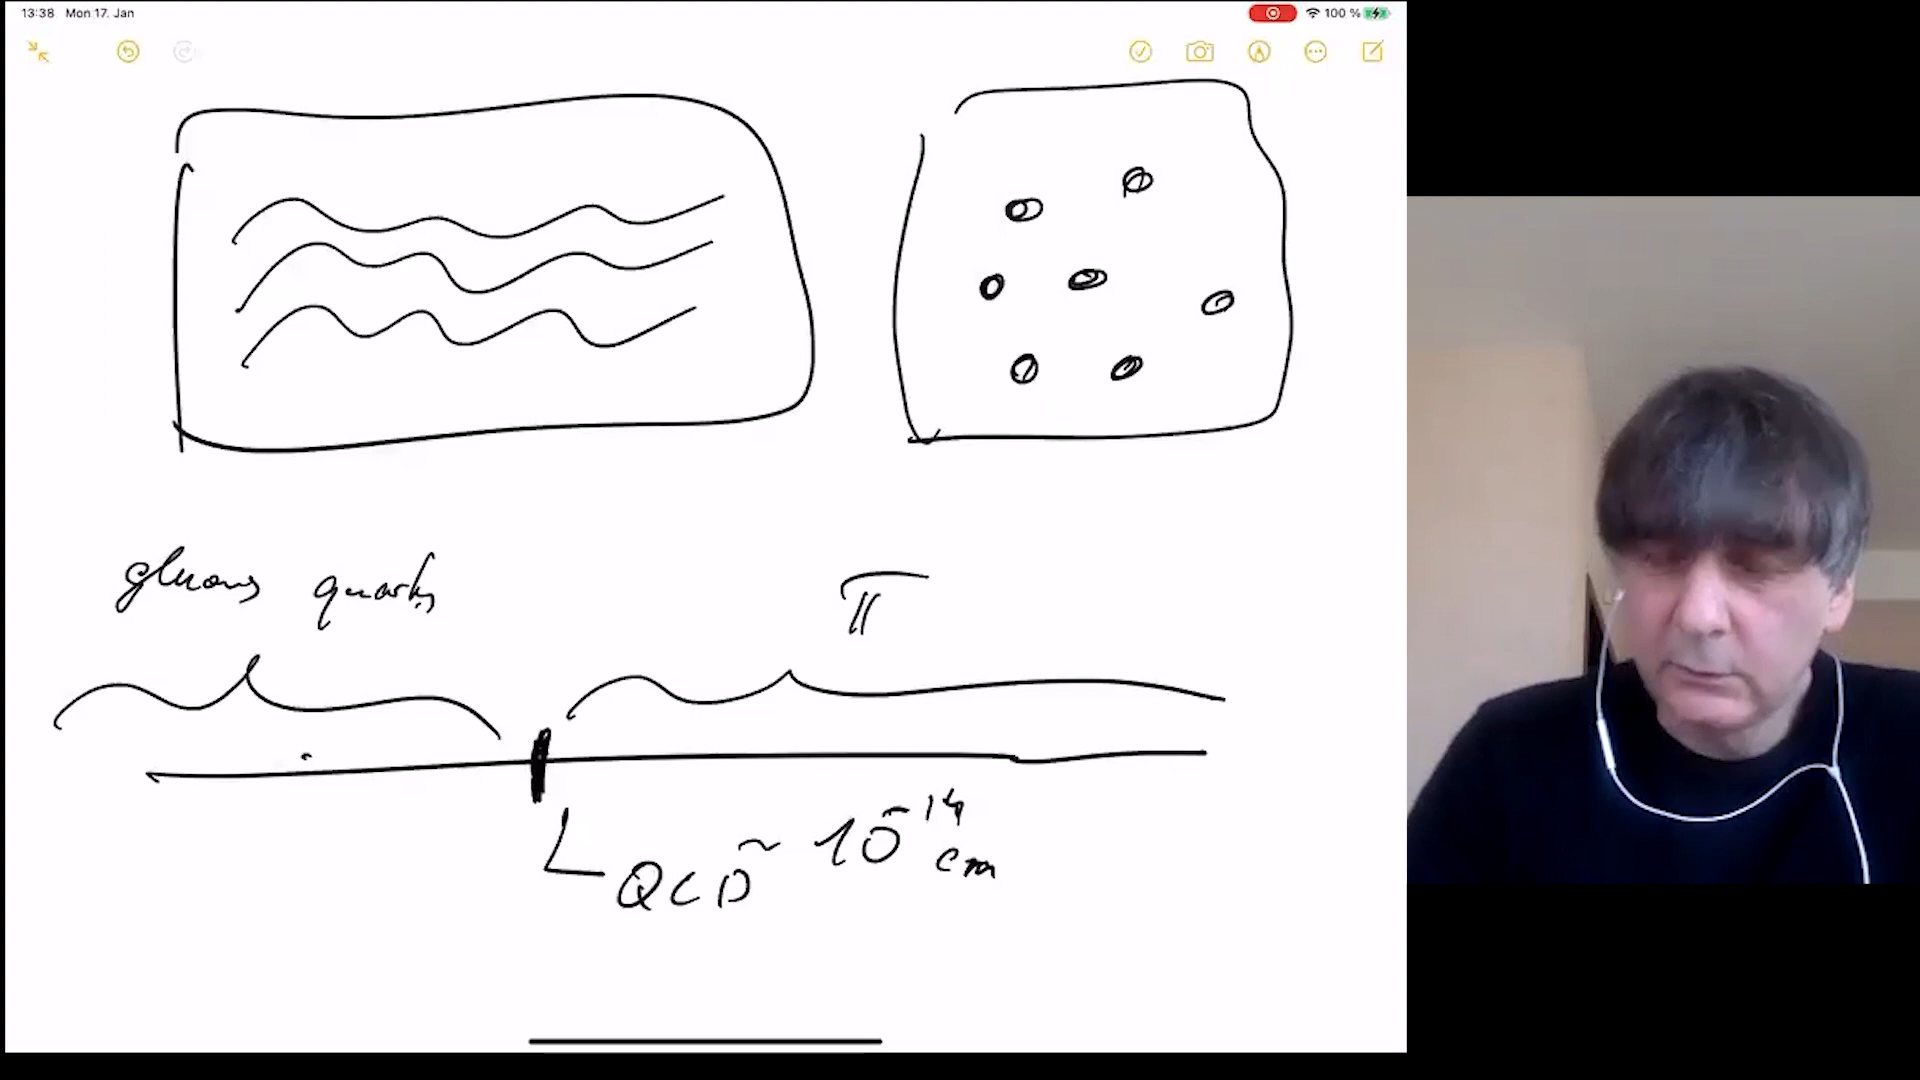 13:38 Mon 17. Jan 100 %
gluons quarks π
L_QCD ~ 10^-14 cm